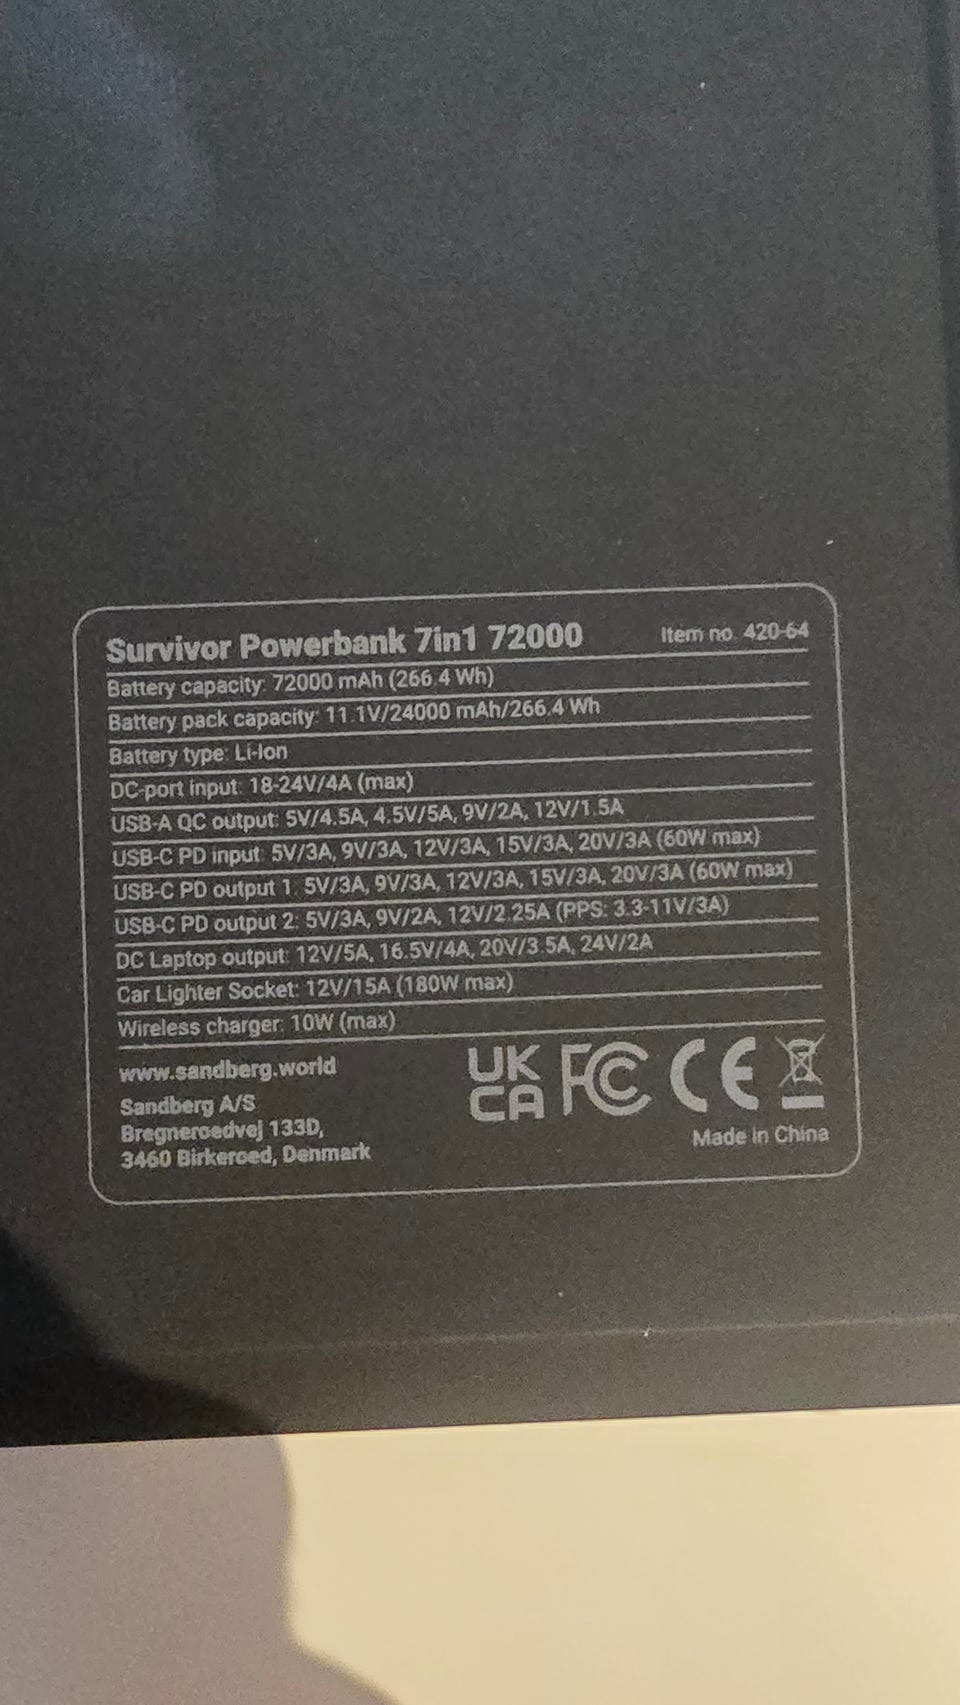 Survivor Powerbank 7in1 72000 Item no. 420-64
Battery capacity: 72000 mAh (266.4 Wh)
Battery pack capacity: 11.1V/24000 mAh/266.4 Wh
Battery type: Li-Ion
DC-port input: 18-24V/4A (max)
USB-A QC output: 5V/4.5A, 4.5V/5A, 9V/2A, 12V/1.5A
USB-C PD input: 5V/3A, 9V/3A, 12V/3A, 15V/3A, 20V/3A (60W max)
USB-C PD output 1: 5V/3A, 9V/3A, 12V/3A, 15V/3A, 20V/3A (60W max)
USB-C PD output 2: 5V/3A, 9V/2A, 12V/2.25A (PPS: 3.3-11V/3A)
DC Laptop output: 12V/5A, 16.5V/4A, 20V/3.5A, 24V/2A
Car Lighter Socket: 12V/15A (180W max)
Wireless charger: 10W (max)
www.sandberg.world
Sandberg A/S
Bregneroedvej 133D,
3460 Birkeroed, Denmark
UK
CA FC CE
Made in China